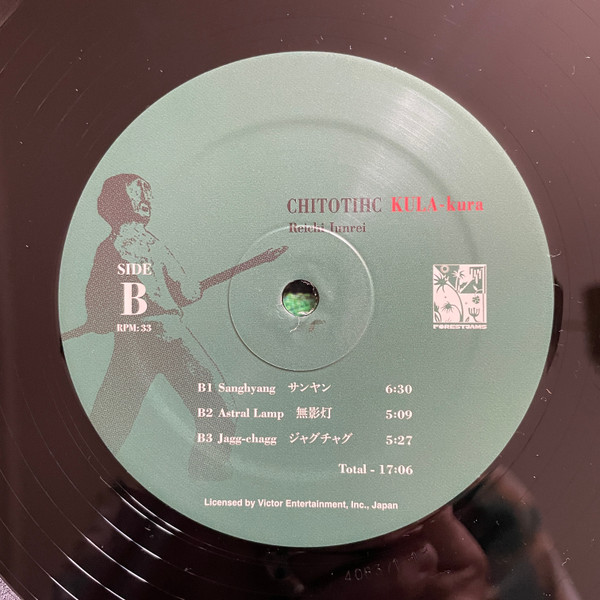 CHITOTIHC KULA-kura
Reichi Junrei
SIDE
B
RPM: 33
FORESTJAMS
B1 Sanghyang サンヤン 6:30
B2 Astral Lamp 無影灯 5:09
B3 Jagg-chagg ジャグチャグ 5:27
Total - 17:06
Licensed by Victor Entertainment, Inc., Japan